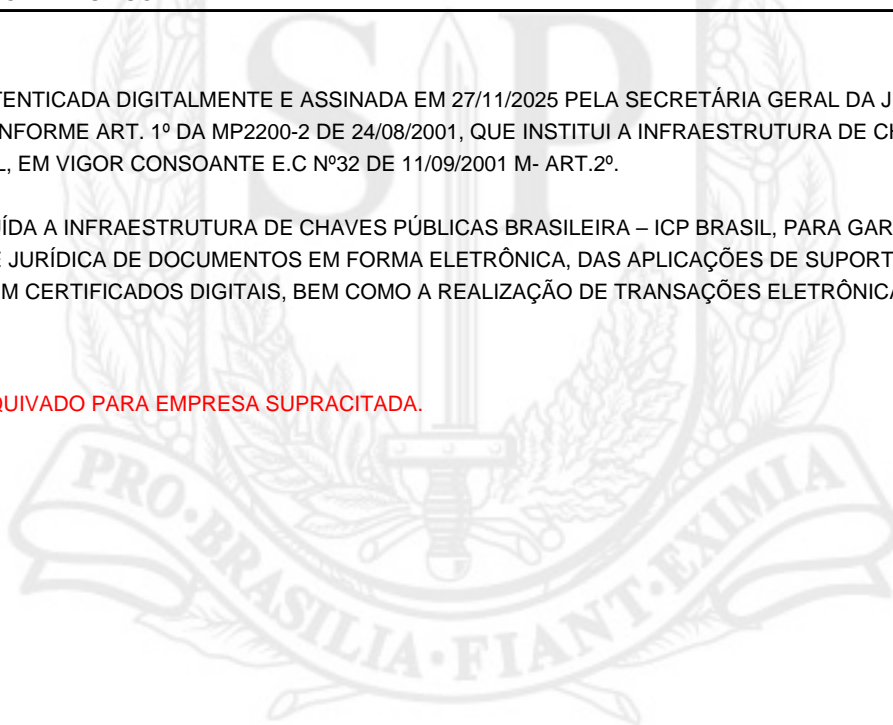 TENTICADA DIGITALMENTE E ASSINADA EM 27/11/2025 PELA SECRETÁRIA GERAL DA J
NFORME ART. 1º DA MP2200-2 DE 24/08/2001, QUE INSTITUI A INFRAESTRUTURA DE CH
L, EM VIGOR CONSOANTE E.C Nº32 DE 11/09/2001 M- ART.2º.
ÍDA A INFRAESTRUTURA DE CHAVES PÚBLICAS BRASILEIRA – ICP BRASIL, PARA GAR
E JURÍDICA DE DOCUMENTOS EM FORMA ELETRÔNICA, DAS APLICAÇÕES DE SUPORT
M CERTIFICADOS DIGITAIS, BEM COMO A REALIZAÇÃO DE TRANSAÇÕES ELETRÔNICA
QUIVADO PARA EMPRESA SUPRACITADA.
SP
PRO·BRASILIA·FIANT·EXIMIA